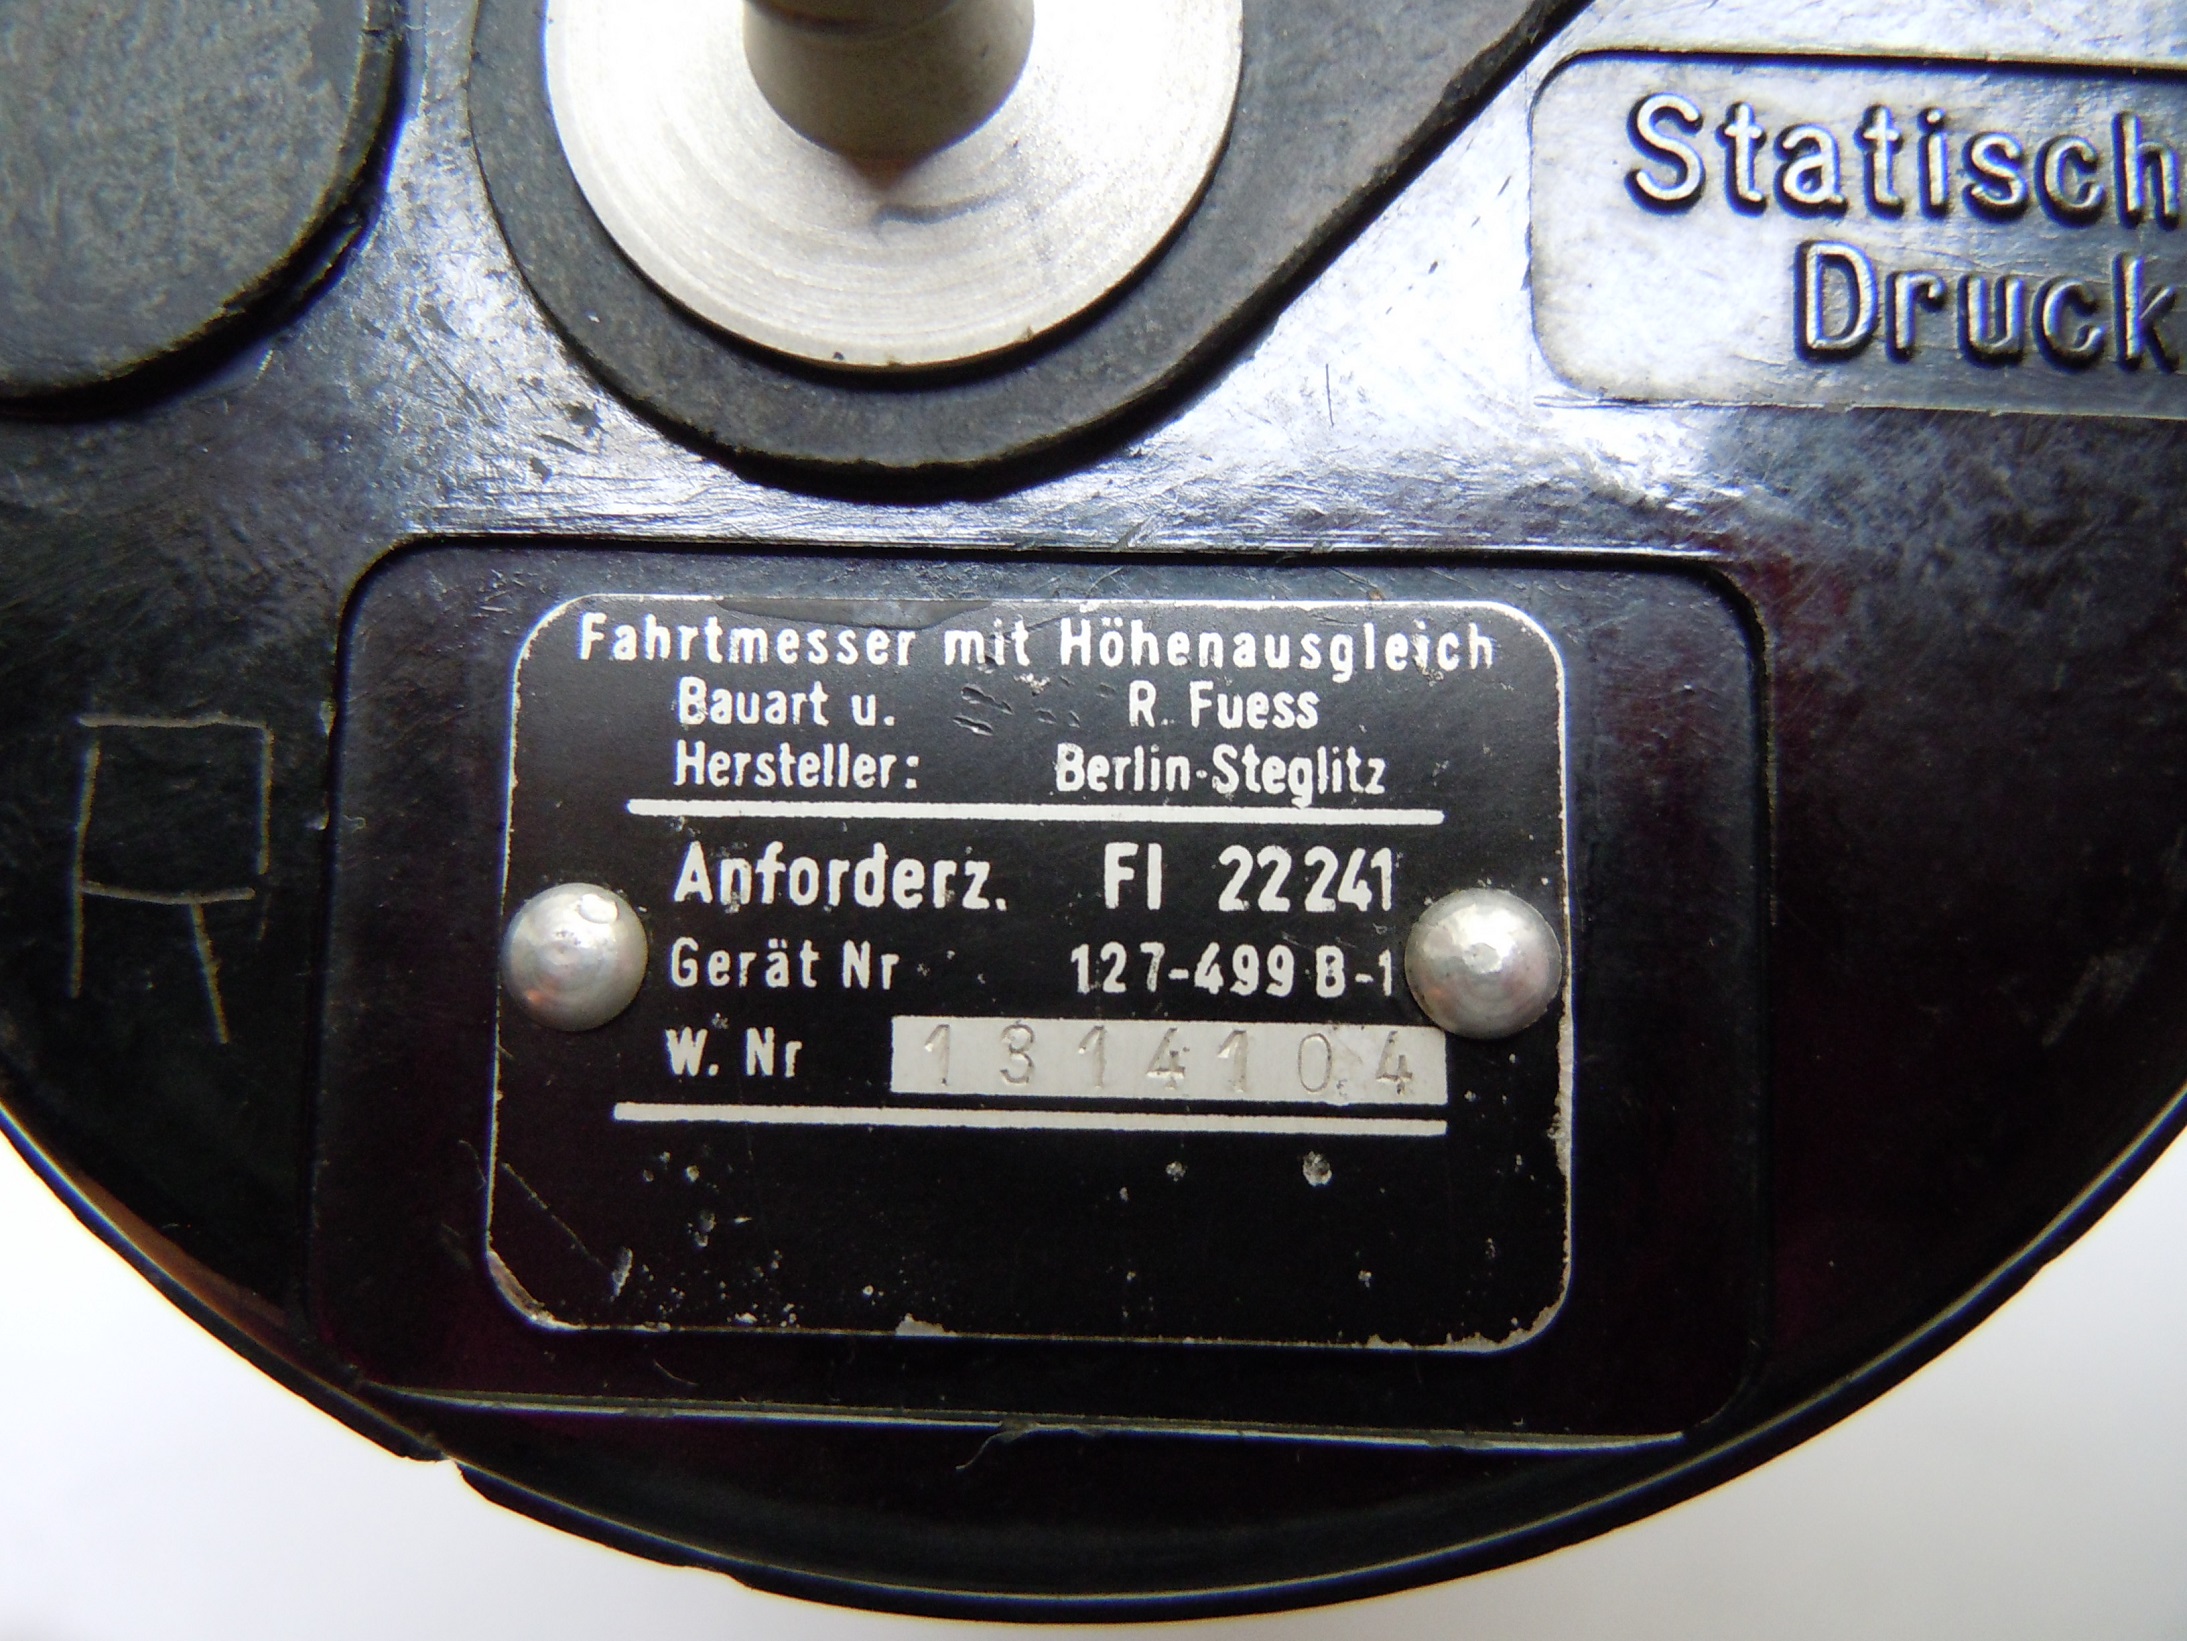 Statisch
Druck
Fahrtmesser mit Höhenausgleich
Bauart u. R. Fuess
Hersteller: Berlin-Steglitz
Anforderz. Fl 22241
Gerät Nr 127-499 B-1
W. Nr 1314104
R